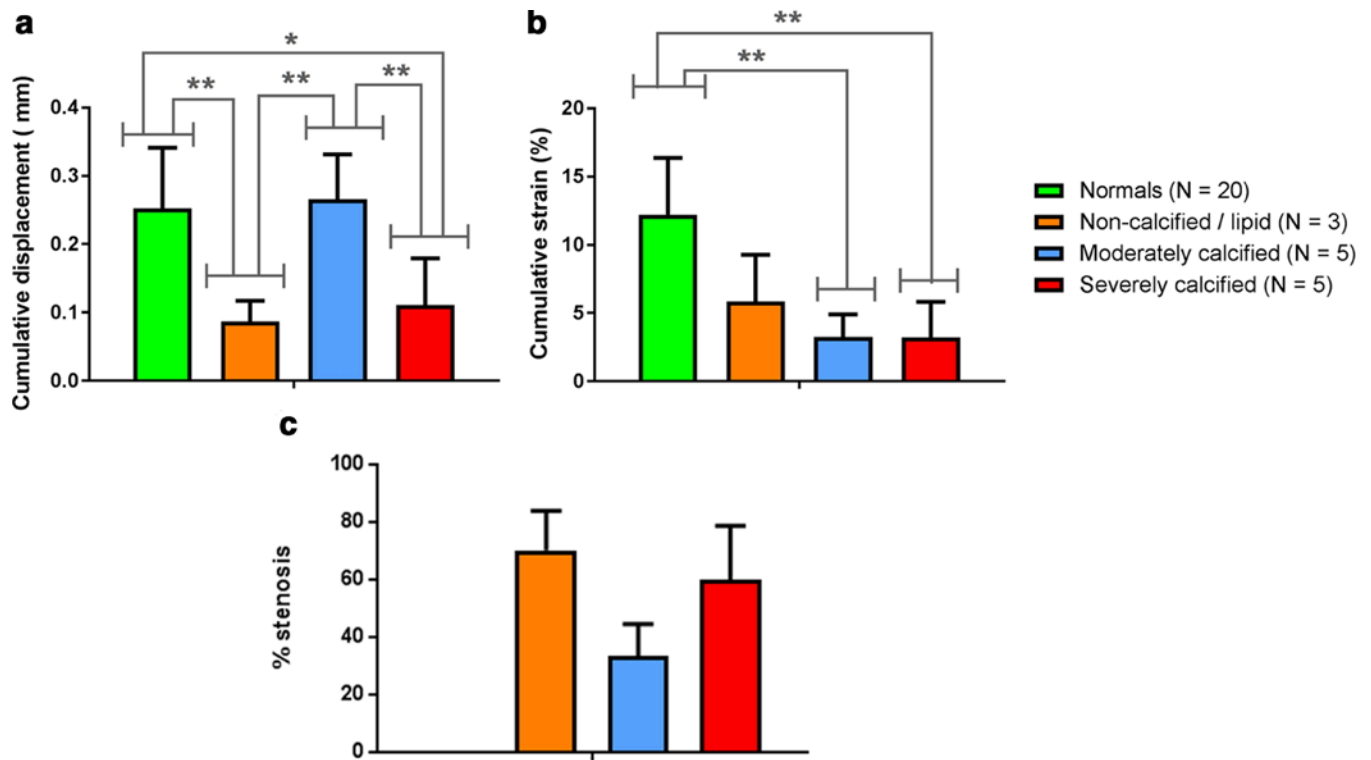 a
*
**
**
**
Cumulative displacement ( mm)
0.4
0.3
0.2
0.1
0.0
b
**
**
Cumulative strain (%)
20
15
10
5
0
Normals (N = 20)
Non-calcified / lipid (N = 3)
Moderately calcified (N = 5)
Severely calcified (N = 5)
c
% stenosis
100
80
60
40
20
0